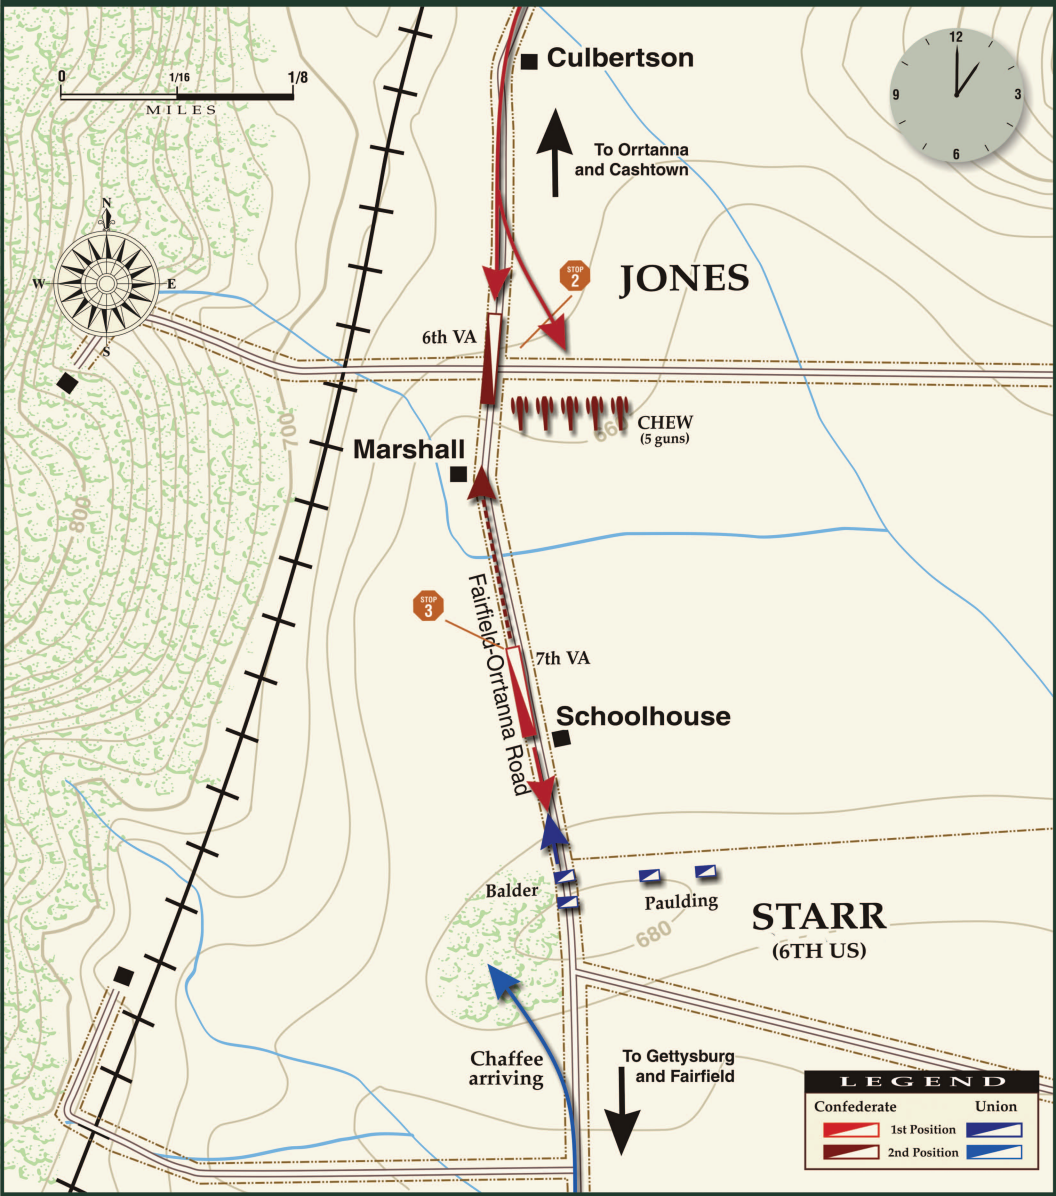 Culbertson
12
3
6
9
0
1/16
1/8
MILES
To Orrtanna
and Cashtown
N
W
E
S
STOP
2
JONES
6th VA
660
CHEW
(5 guns)
700
Marshall
800
STOP
3
Fairfield-Orrtanna Road
7th VA
Schoolhouse
Balder
Paulding
STARR
(6TH US)
680
Chaffee
arriving
To Gettysburg
and Fairfield
LEGEND
Confederate
Union
1st Position
2nd Position